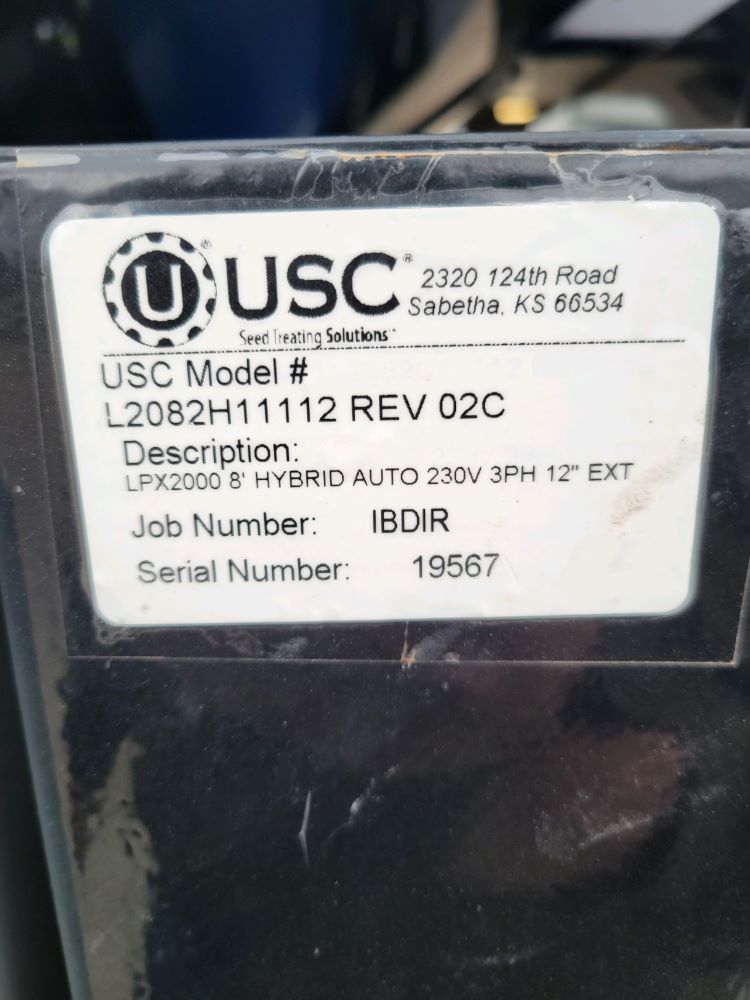 U® USC®
2320 124th Road
Sabetha, KS 66534
Seed Treating Solutions™
USC Model #
L2082H11112 REV 02C
Description:
LPX2000 8' HYBRID AUTO 230V 3PH 12" EXT
Job Number: IBDIR
Serial Number: 19567